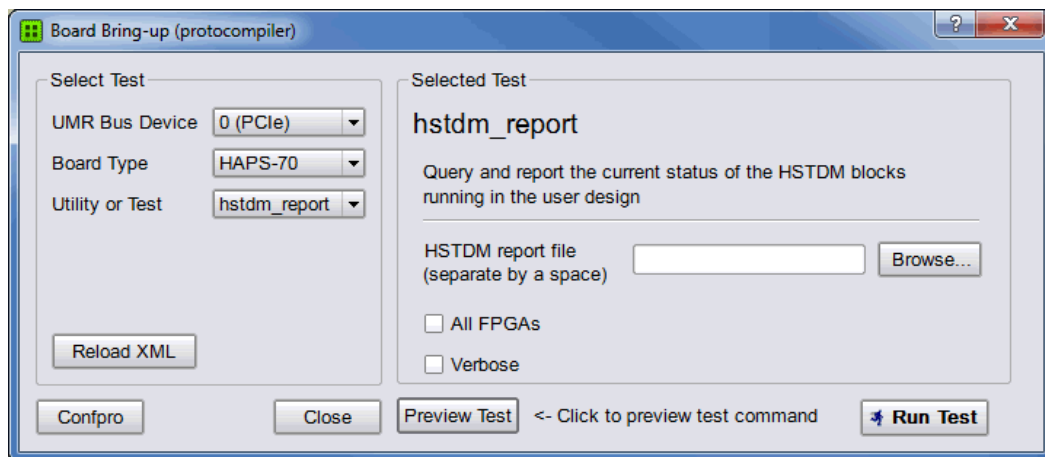 Board Bring-up (protocompiler)
?
X
Select Test
UMR Bus Device 0 (PCIe)
Board Type HAPS-70
Utility or Test hstdm_report
Reload XML
Selected Test
hstdm_report
Query and report the current status of the HSTDM blocks
running in the user design
HSTDM report file
(separate by a space)
Browse...
All FPGAs
Verbose
Confpro
Close
Preview Test
<- Click to preview test command
Run Test